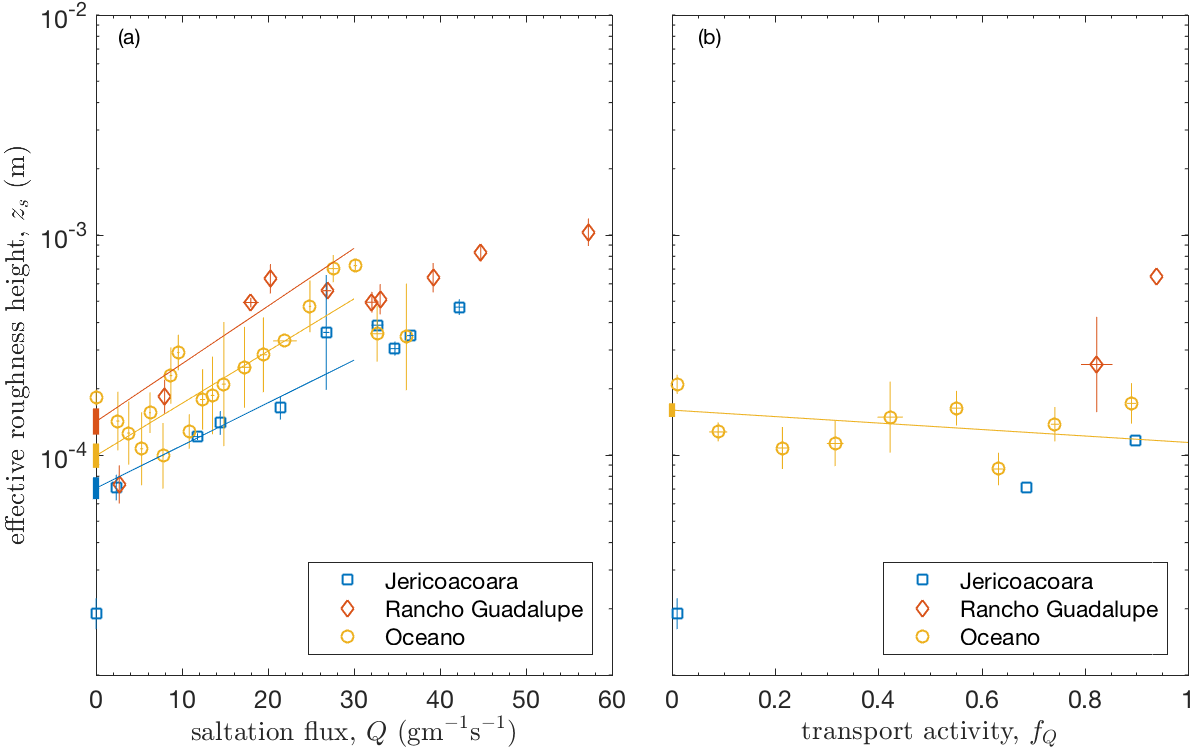 (a)
effective roughness height, zₛ (m)
10⁻²
10⁻³
10⁻⁴
0 10 20 30 40 50 60
saltation flux, Q (gm⁻¹s⁻¹)
Jericoacoara
Rancho Guadalupe
Oceano
(b)
0 0.2 0.4 0.6 0.8 1
transport activity, f_Q
Jericoacoara
Rancho Guadalupe
Oceano